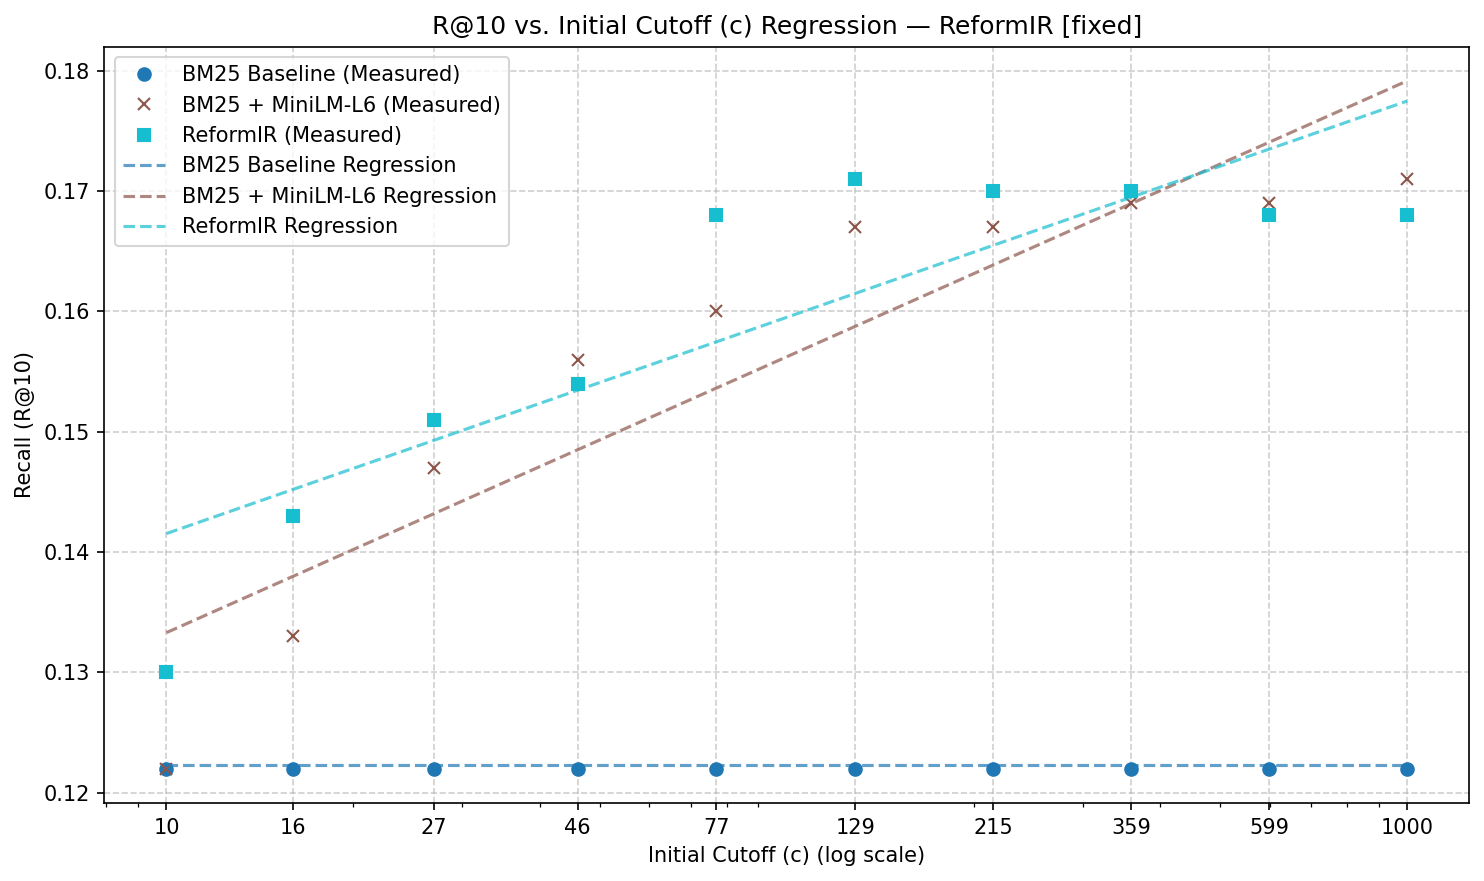 R@10 vs. Initial Cutoff (c) Regression — ReformIR [fixed]
BM25 Baseline (Measured)
BM25 + MiniLM-L6 (Measured)
ReformIR (Measured)
BM25 Baseline Regression
BM25 + MiniLM-L6 Regression
ReformIR Regression
Recall (R@10)
0.18
0.17
0.16
0.15
0.14
0.13
0.12
10 16 27 46 77 129 215 359 599 1000
Initial Cutoff (c) (log scale)